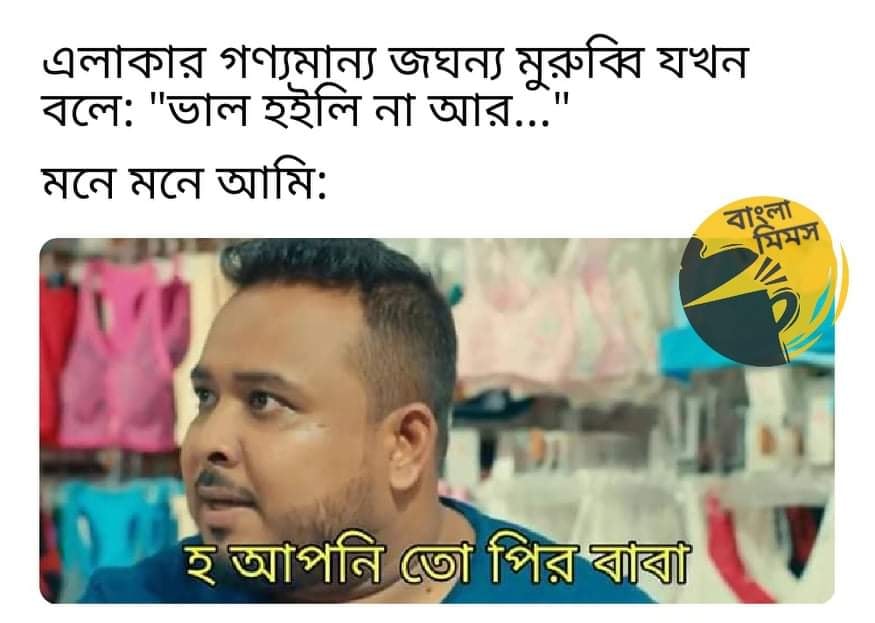 এলাকার গণ্যমান্য জঘন্য মুরুব্বি যখন
বলে: "ভাল হইলি না আর..."
মনে মনে আমি:
বাংলা
মিমস
হ আপনি তো পির বাবা